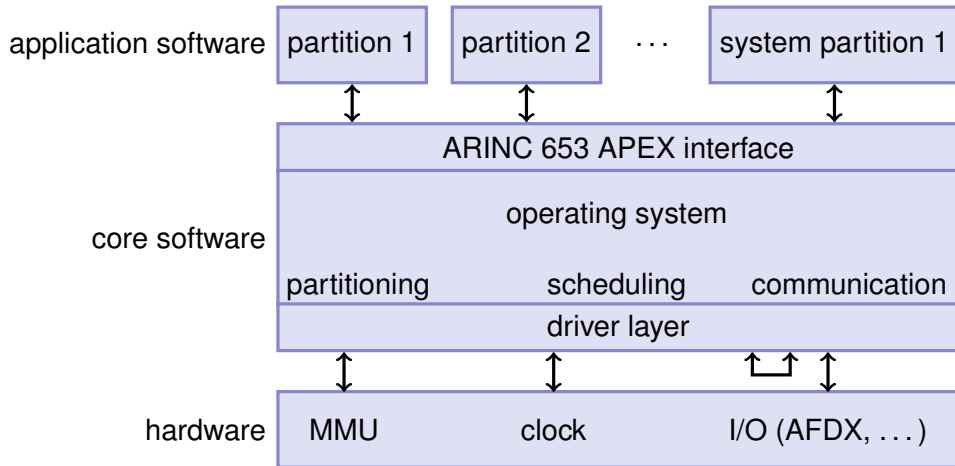 application software partition 1 partition 2 ... system partition 1
ARINC 653 APEX interface
operating system
core software
partitioning scheduling communication
driver layer
hardware MMU clock I/O (AFDX, ...)